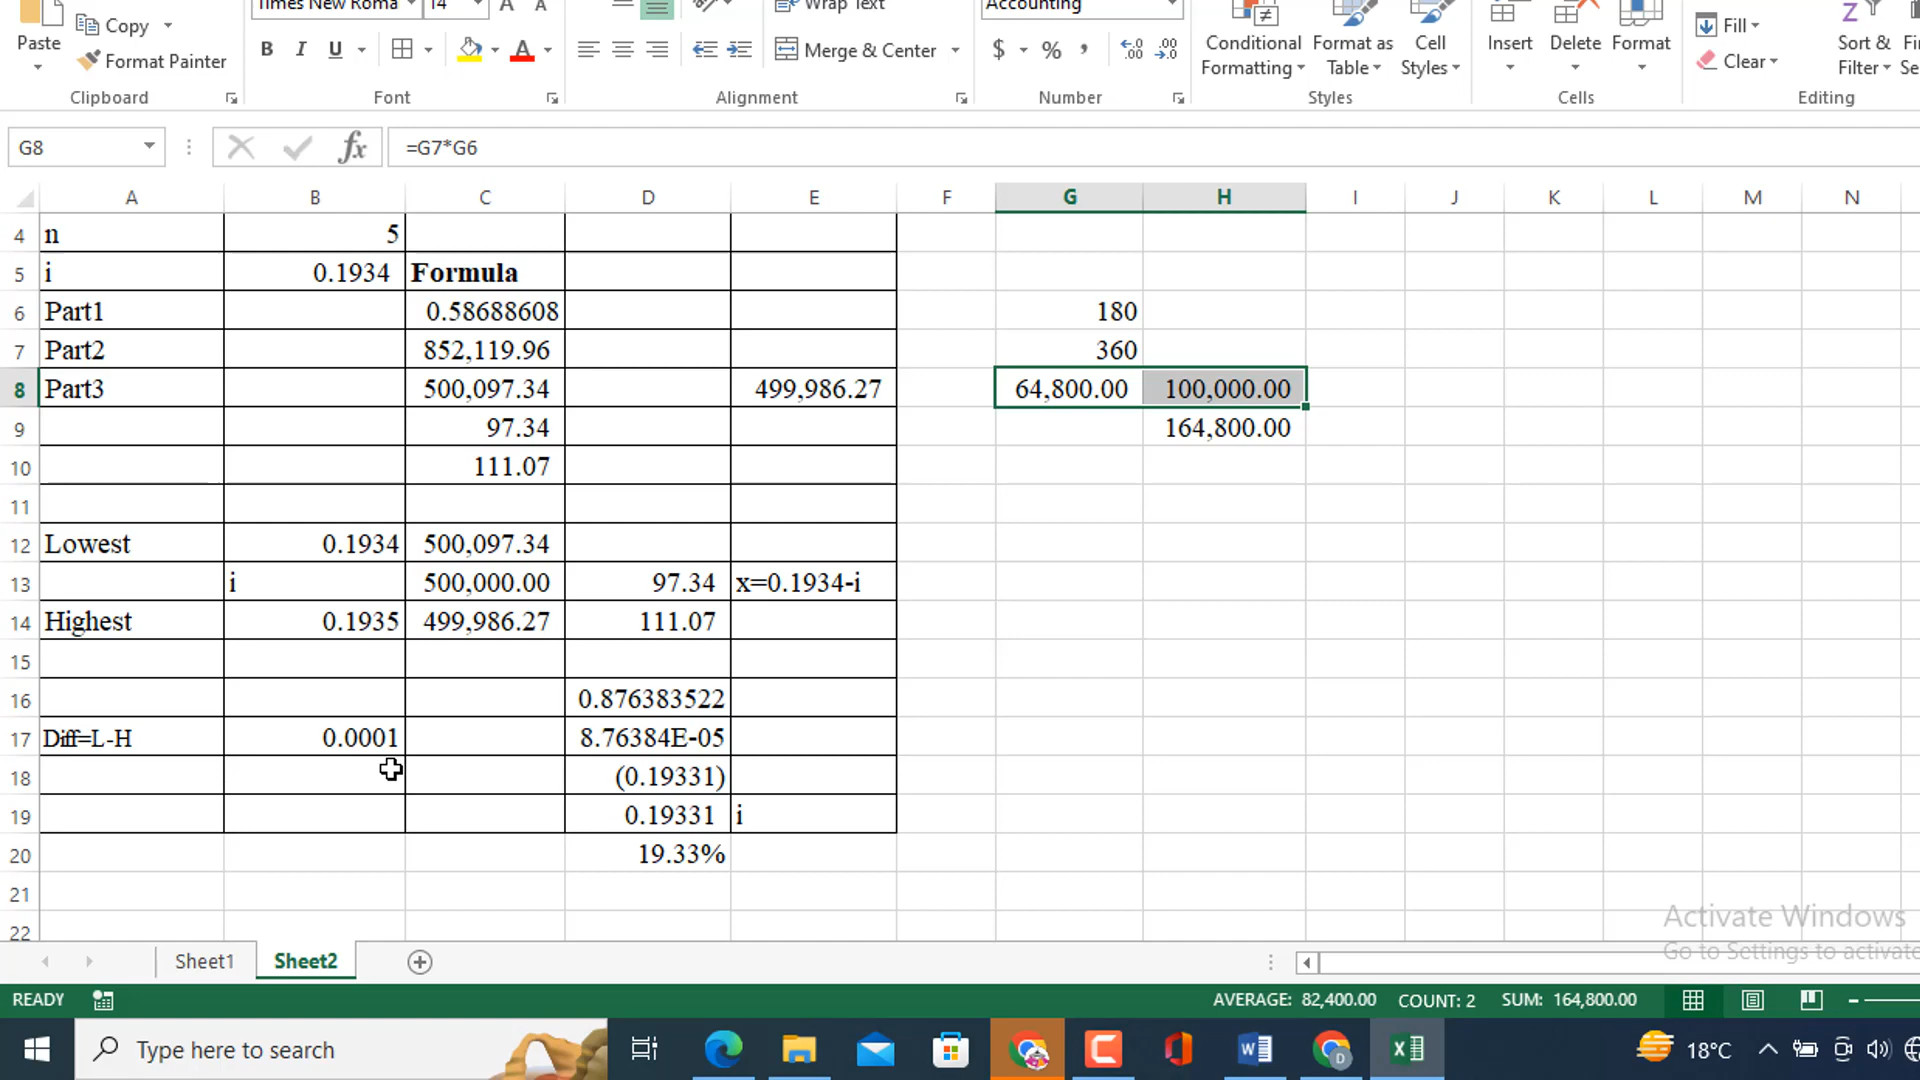 Times New Roma 14 Wrap Text Accounting
Paste Copy Format Painter
B I U A Merge & Center $ % , Conditional Formatting Format as Table Cell Styles Insert Delete Format Fill Clear Sort & Filter
Clipboard Font Alignment Number Styles Cells Editing
G8 fx =G7*G6
A B C D E F G H I J K L M N
4 n 5
5 i 0.1934 Formula
6 Part1 0.58688608 180
7 Part2 852,119.96 360
8 Part3 500,097.34 499,986.27 64,800.00 100,000.00
9 97.34 164,800.00
10 111.07
11
12 Lowest 0.1934 500,097.34
13 i 500,000.00 97.34 x=0.1934-i
14 Highest 0.1935 499,986.27 111.07
15
16 0.876383522
17 Diff=L-H 0.0001 8.76384E-05
18 (0.19331)
19 0.19331 i
20 19.33%
21
22
Activate Windows
Go to Settings to activate
Sheet1 Sheet2
READY AVERAGE: 82,400.00 COUNT: 2 SUM: 164,800.00
Type here to search 18°C